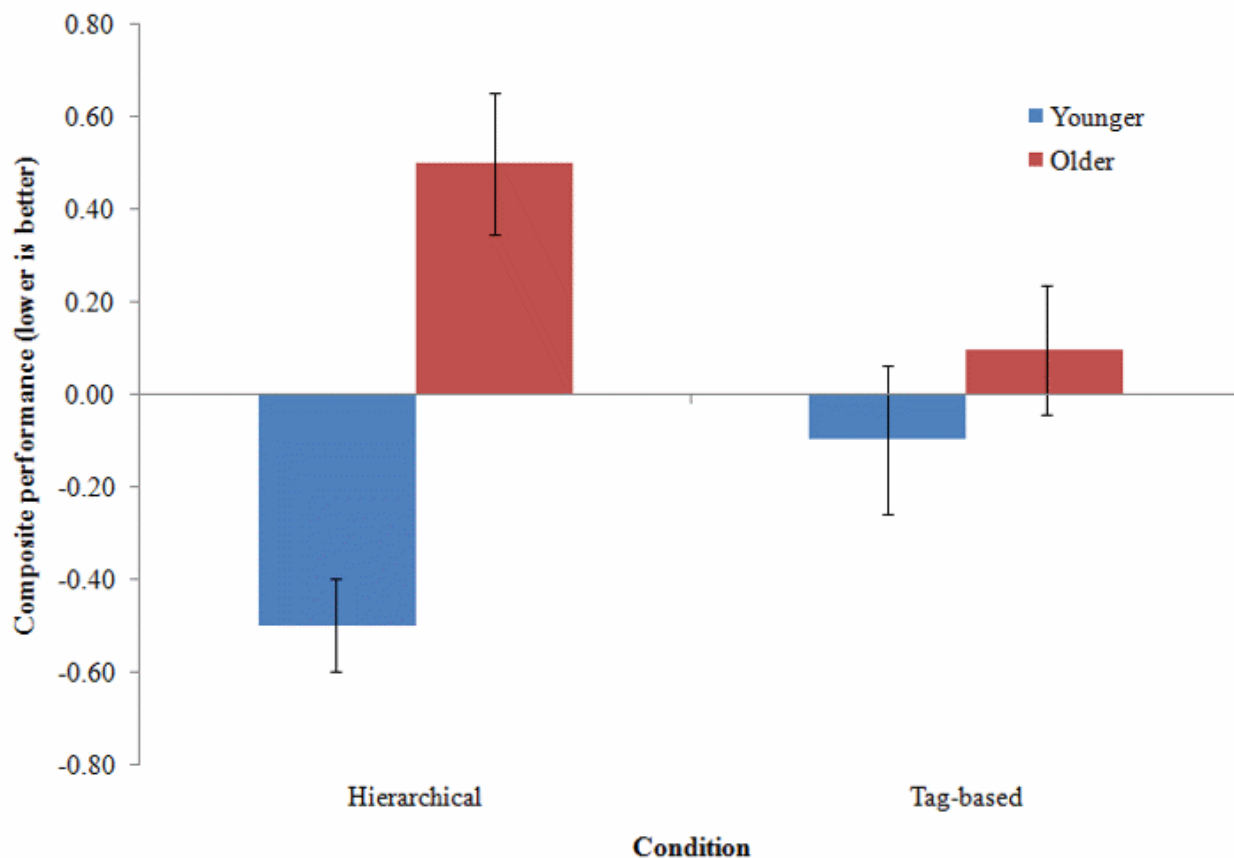 Composite performance (lower is better)
0.80
0.60
0.40
0.20
0.00
-0.20
-0.40
-0.60
-0.80
Younger
Older
Hierarchical
Tag-based
Condition